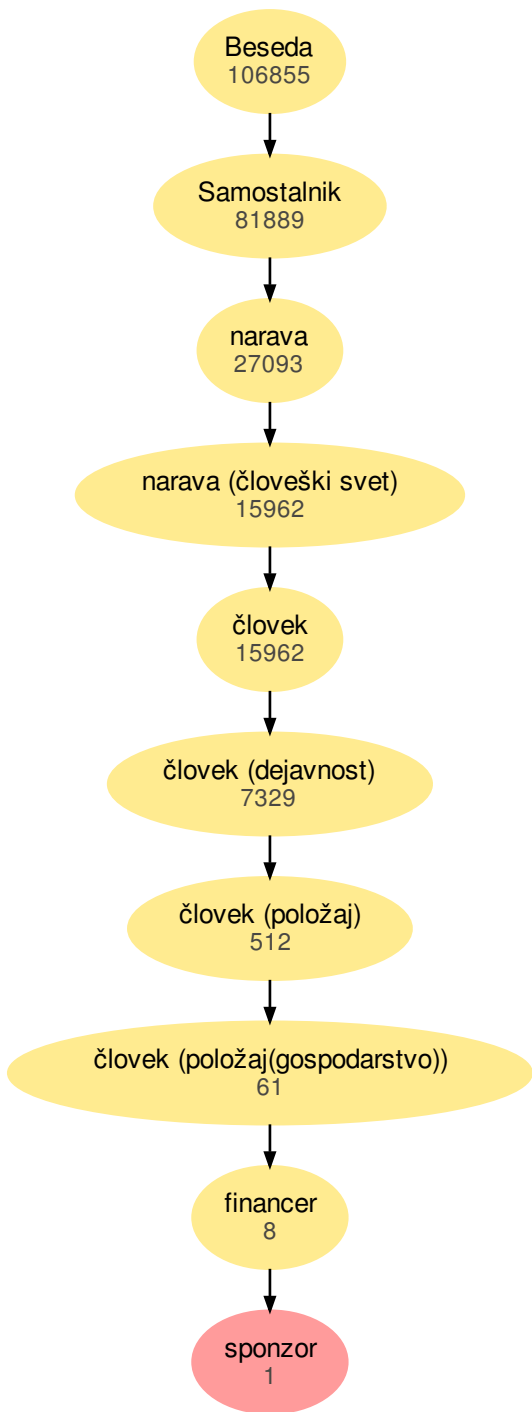 Beseda
106855
Samostalnik
81889
narava
27093
narava (človeški svet)
15962
človek
15962
človek (dejavnost)
7329
človek (položaj)
512
človek (položaj(gospodarstvo))
61
financer
8
sponzor
1